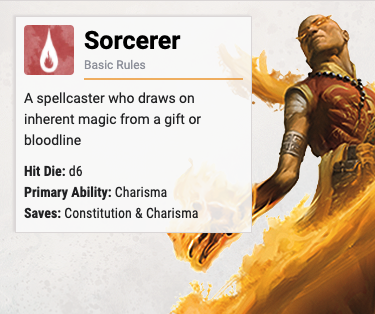 Sorcerer
Basic Rules
A spellcaster who draws on
inherent magic from a gift or
bloodline
Hit Die: d6
Primary Ability: Charisma
Saves: Constitution & Charisma